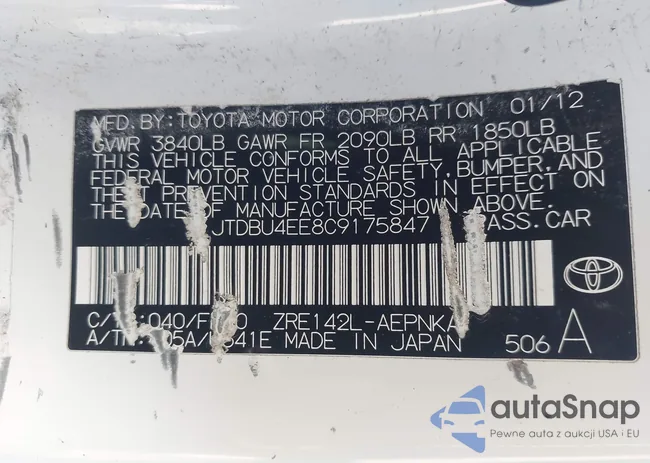 MFD BY: TOYOTA MOTOR CORPORATION 01/12
GVWR 3840LB GAWR FR 2090LB RR 1850LB
THIS VEHICLE CONFORMS TO ALL APPLICABLE
FEDERAL MOTOR VEHICLE SAFETY, BUMPER, AND
THEFT PREVENTION STANDARDS IN EFFECT ON
THE DATE OF MANUFACTURE SHOWN ABOVE.
JTDBU4EE8C9175847 PASS.CAR
ZRE142L-AEPNKA
MADE IN JAPAN 506 A
autoSnap
Pewne auta z aukcji USA i EU